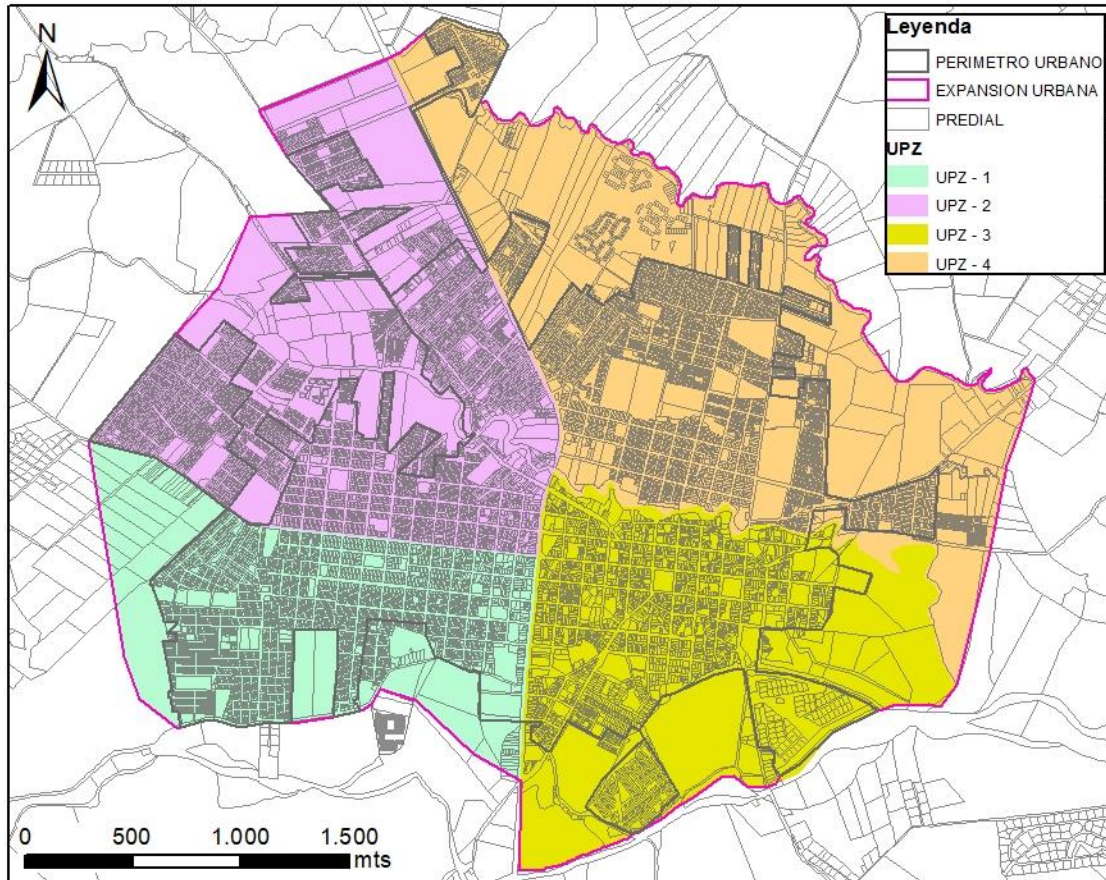 N
Leyenda
PERIMETRO URBANO
EXPANSION URBANA
PREDIAL
UPZ
UPZ - 1
UPZ - 2
UPZ - 3
UPZ - 4
0 500 1.000 1.500
mts